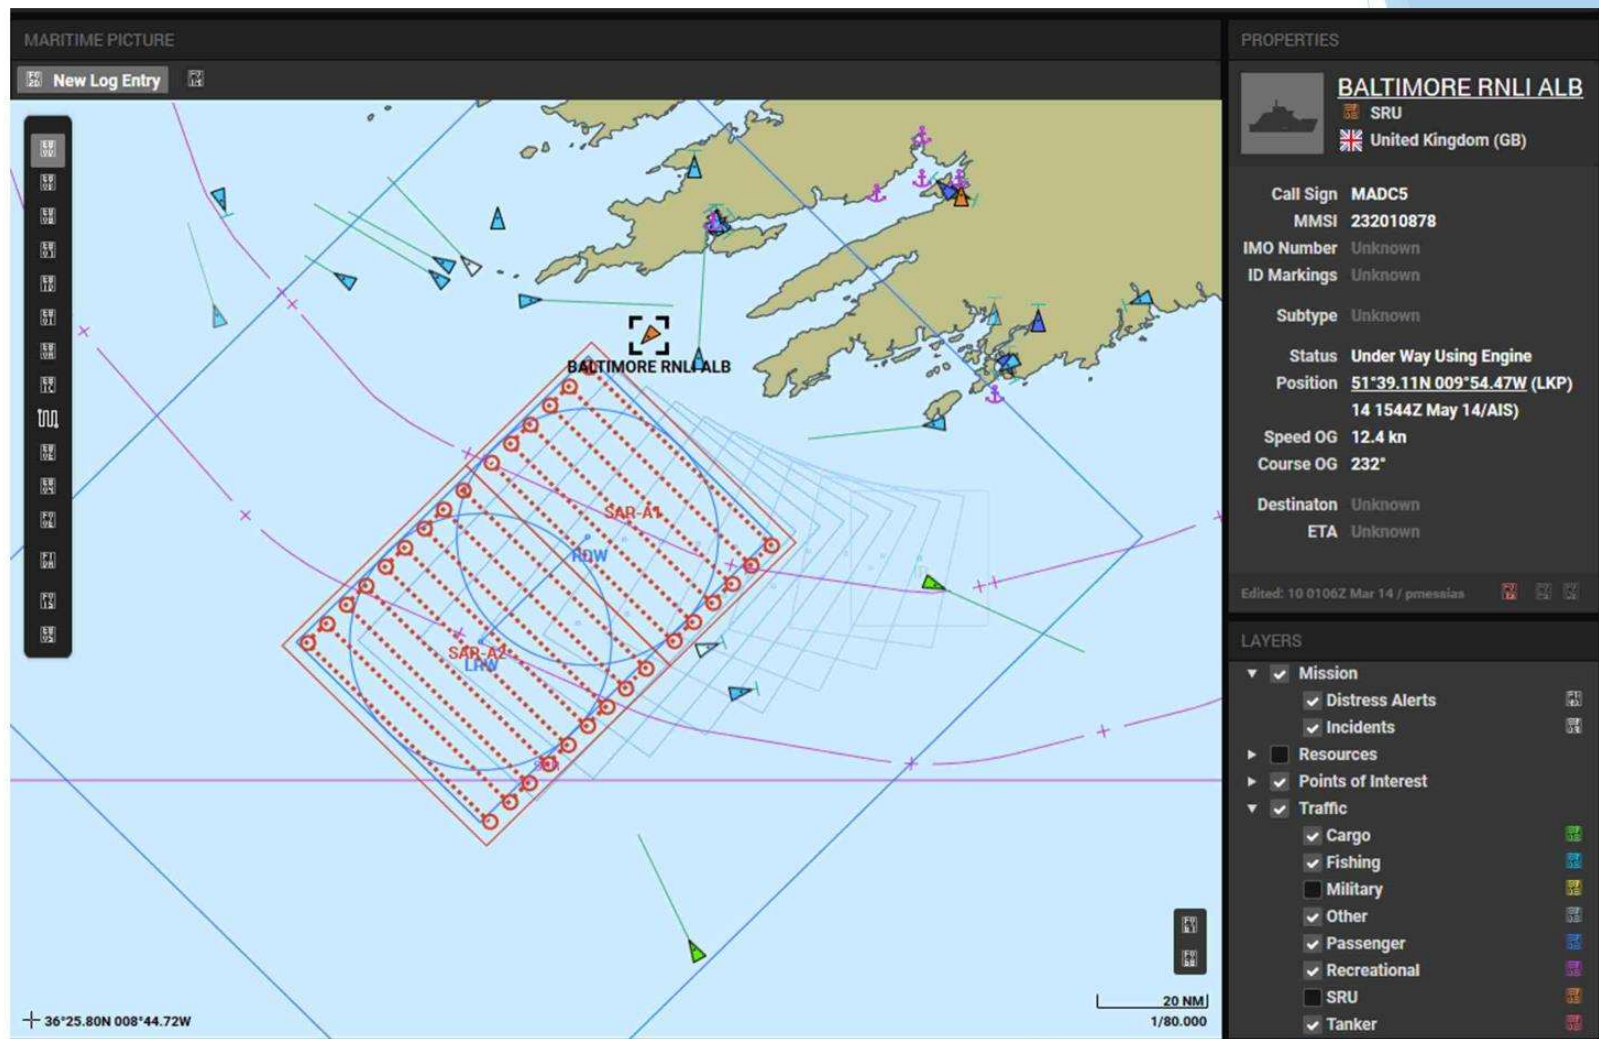 MARITIME PICTURE
New Log Entry
BALTIMORE RNLI ALB
SAR-A1
RDW
SAR-A2
LRW
20 NM
1/80.000
36°25.80N 008°44.72W
PROPERTIES
BALTIMORE RNLI ALB
SRU
United Kingdom (GB)
Call Sign MADC5
MMSI 232010878
IMO Number Unknown
ID Markings Unknown
Subtype Unknown
Status Under Way Using Engine
Position 51°39.11N 009°54.47W (LKP)
14 1544Z May 14/AIS)
Speed OG 12.4 kn
Course OG 232°
Destinaton Unknown
ETA Unknown
Edited: 10 0106Z Mar 14 / pmessias
LAYERS
Mission
Distress Alerts
Incidents
Resources
Points of Interest
Traffic
Cargo
Fishing
Military
Other
Passenger
Recreational
SRU
Tanker